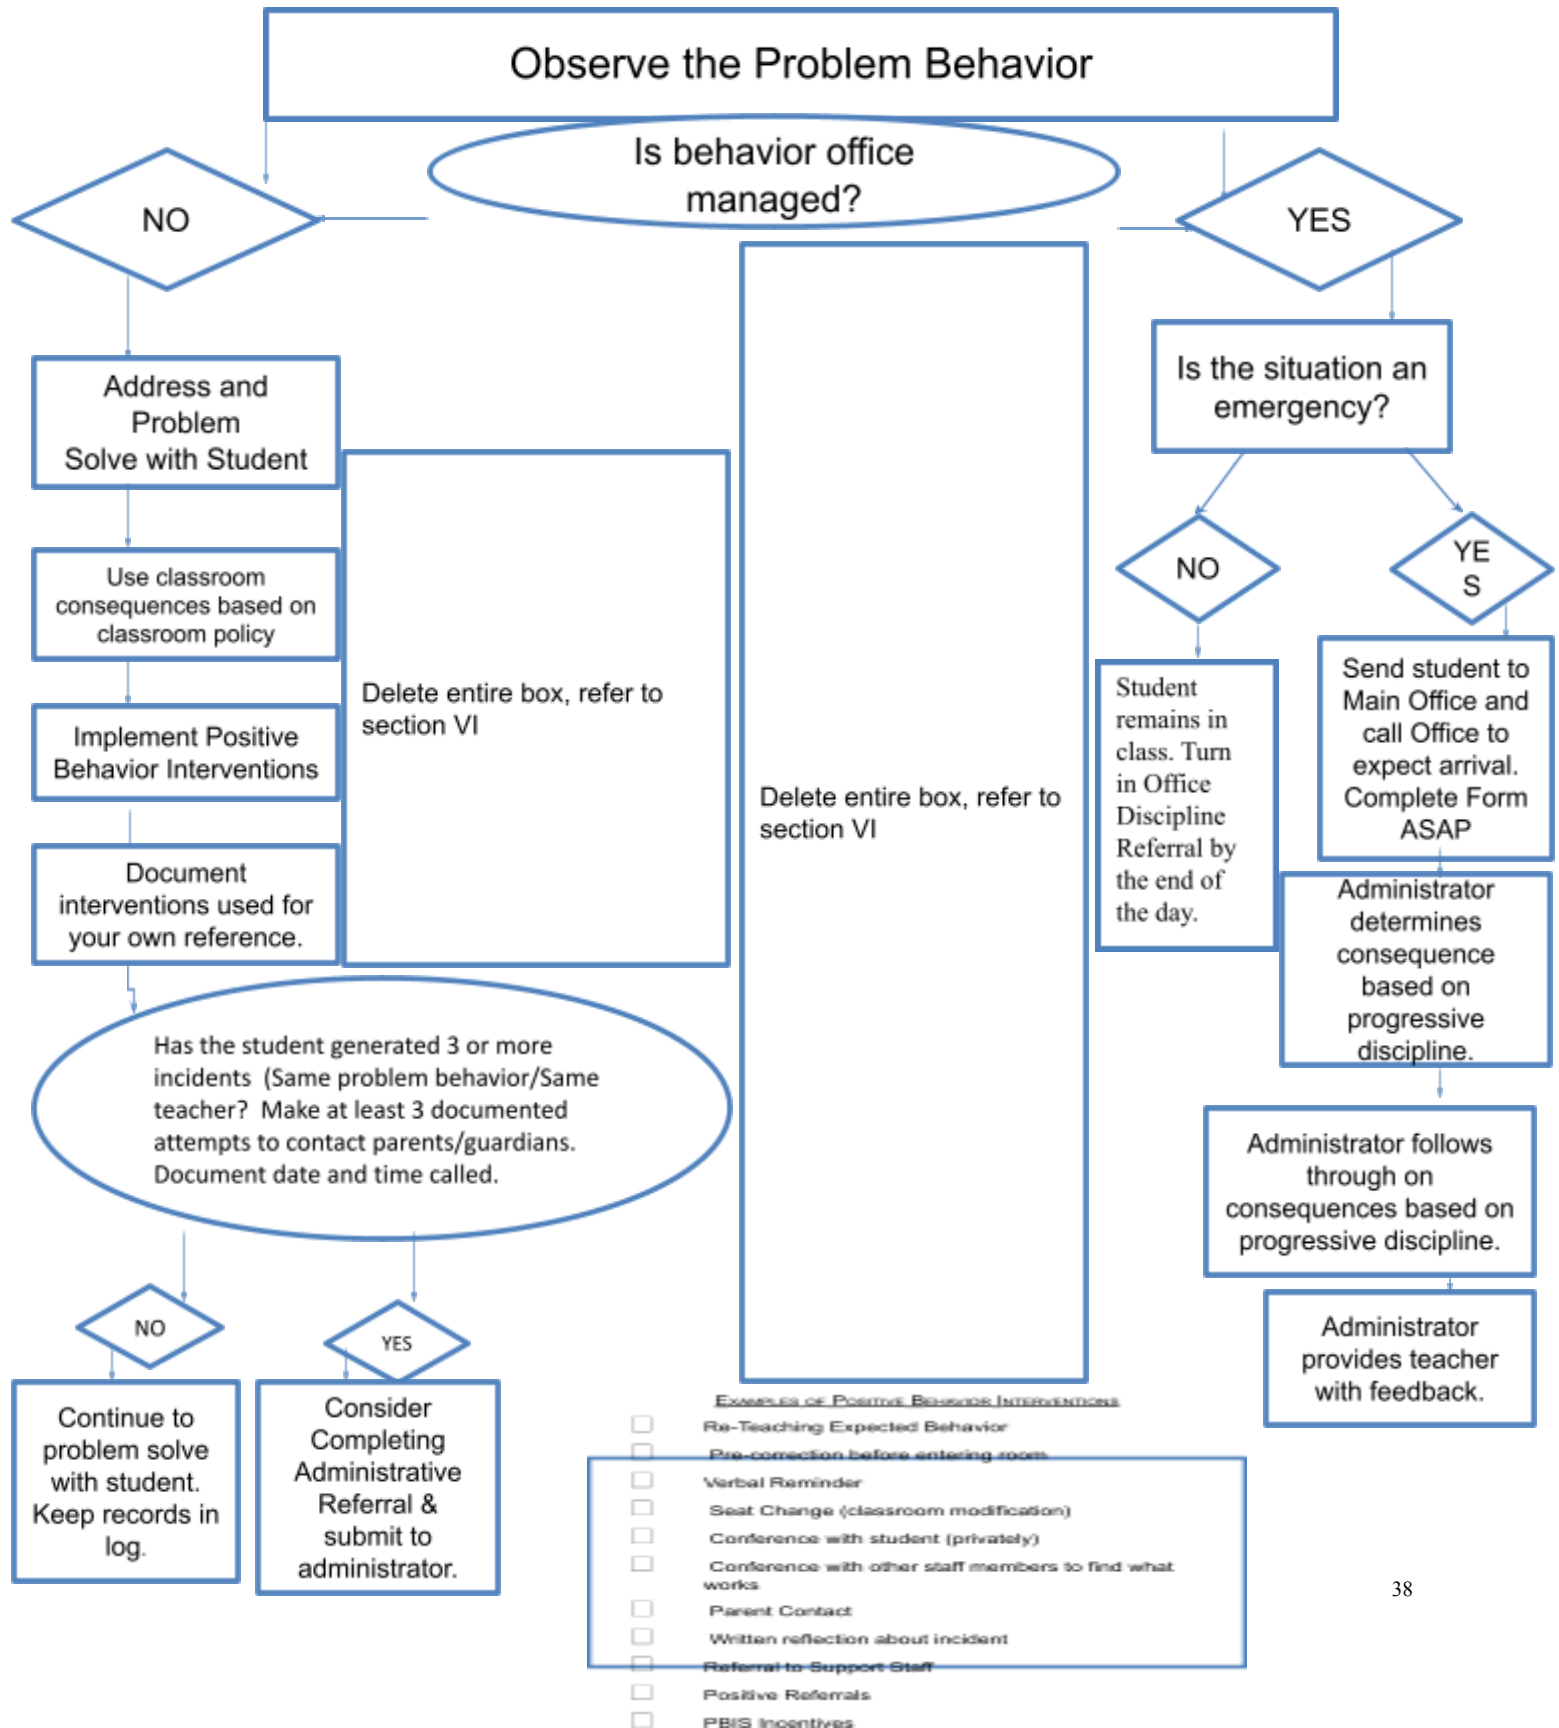 Observe the Problem Behavior
Is behavior office
managed?
NO
YES
Address and
Problem
Solve with Student
Use classroom
consequences based on
classroom policy
Implement Positive
Behavior Interventions
Document
interventions used for
your own reference.
Delete entire box, refer to
section VI
Delete entire box, refer to
section VI
Is the situation an
emergency?
NO
YE
S
Student
remains in
class. Turn
in Office
Discipline
Referral by
the end of
the day.
Send student to
Main Office and
call Office to
expect arrival.
Complete Form
ASAP
Administrator
determines
consequence
based on
progressive
discipline.
Administrator follows
through on
consequences based on
progressive discipline.
Administrator
provides teacher
with feedback.
Has the student generated 3 or more
incidents  (Same problem behavior/Same
teacher?  Make at least 3 documented
attempts to contact parents/guardians.
Document date and time called.
NO
YES
Continue to
problem solve
with student.
Keep records in
log.
Consider
Completing
Administrative
Referral &
submit to
administrator.
EXAMPLES OF POSITIVE BEHAVIOR INTERVENTIONS
Re-Teaching Expected Behavior
Pre-correction before entering room
Verbal Reminder
Seat Change (classroom modification)
Conference with student (privately)
Conference with other staff members to find what
works
Parent Contact
Written reflection about incident
Referral to Support Staff
Positive Referrals
PBIS Incentives
38